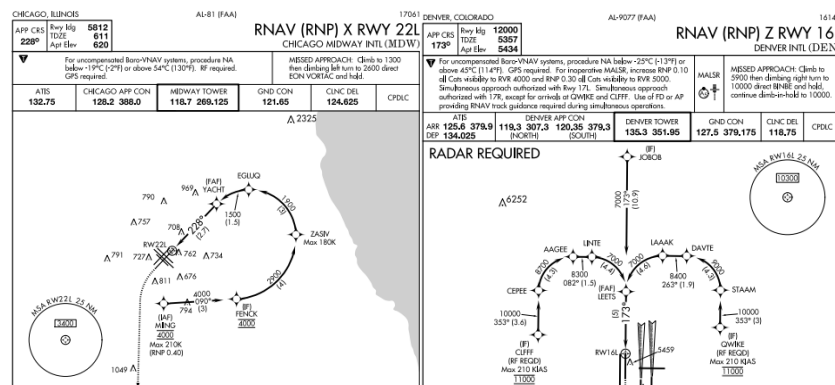 CHICAGO, ILLINOIS
AL-81 (FAA)
17061
APP CRS
228°
Rwy ldg 5812
TDZE 611
Apt Elev 620
RNAV (RNP) X RWY 22L
CHICAGO MIDWAY INTL (MDW)
For uncompensated Baro-VNAV systems, procedure NA
below -19°C (-2°F) or above 54°C (130°F). RF required.
GPS required.
MISSED APPROACH: Climb to 1300
then climbing left turn to 2600 direct
EON VORTAC and hold.
ATIS
132.75
CHICAGO APP CON
128.2 388.0
MIDWAY TOWER
118.7 269.125
GND CON
121.65
CLNC DEL
124.625
CPDLC
2325
969
790
757
708
791
727
762
734
811
676
794
1049
(FAF)
YACHT
EGLUQ
1500
(1.5)
1900
(3)
228°
(2.7)
RW22L
ZASIV
Max 180K
2900
(4)
4000
090°
(3)
(IF)
FENCK
4000
(IAF)
MINGG
4000
Max 210K
(RNP 0.40)
MSA RW22L 25 NM
3400
DENVER, COLORADO
AL-9077 (FAA)
1614
APP CRS
173°
Rwy ldg 12000
TDZE 5357
Apt Elev 5434
RNAV (RNP) Z RWY 16
DENVER INTL (DEN
For uncompensated Baro-VNAV systems, procedure NA below -25°C (-13°F) or
above 45°C (114°F). GPS required. For inoperative MALSR, increase RNP 0.10
all Cats visibility to RVR 4000 and RNP 0.30 all Cats visibility to RVR 5000.
Simultaneous approach authorized with Rwy 17L. Simultaneous approach
authorized with 17R, except for arrivals at QWIKE and CLFFF. Use of FD or AP
providing RNAV track guidance required during simultaneous operations.
MALSR
MISSED APPROACH: Climb to
5900 then climbing right turn to
10000 direct BINBE and hold,
continue climb-in-hold to 10000.
ATIS
ARR 125.6 379.9
DEP 134.025
DENVER APP CON
119.3 307.3 120.35 379.3
(NORTH) (SOUTH)
DENVER TOWER
135.3 351.95
GND CON
127.5 379.175
CLNC DEL
118.75
CPDLC
RADAR REQUIRED
(IF)
JOBOB
MSA RW16L 25 NM
10300
6252
7000
173°
(10.9)
AAGEE
LINTE
LAAAK
DAVTE
8700
(4.3)
8300
082° (1.5)
7000
(4.4)
7000
(4.6)
8400
263° (1.9)
9000
(4.3)
CEPEE
(FAF)
LEETS
STAAM
173°
(5)
10000
353° (3.6)
10000
353° (3)
(IF)
CLFFF
(RF REQD)
Max 210 KIAS
11000
RW16L
5459
(IF)
QWIKE
(RF REQD)
Max 210 KIAS
11000